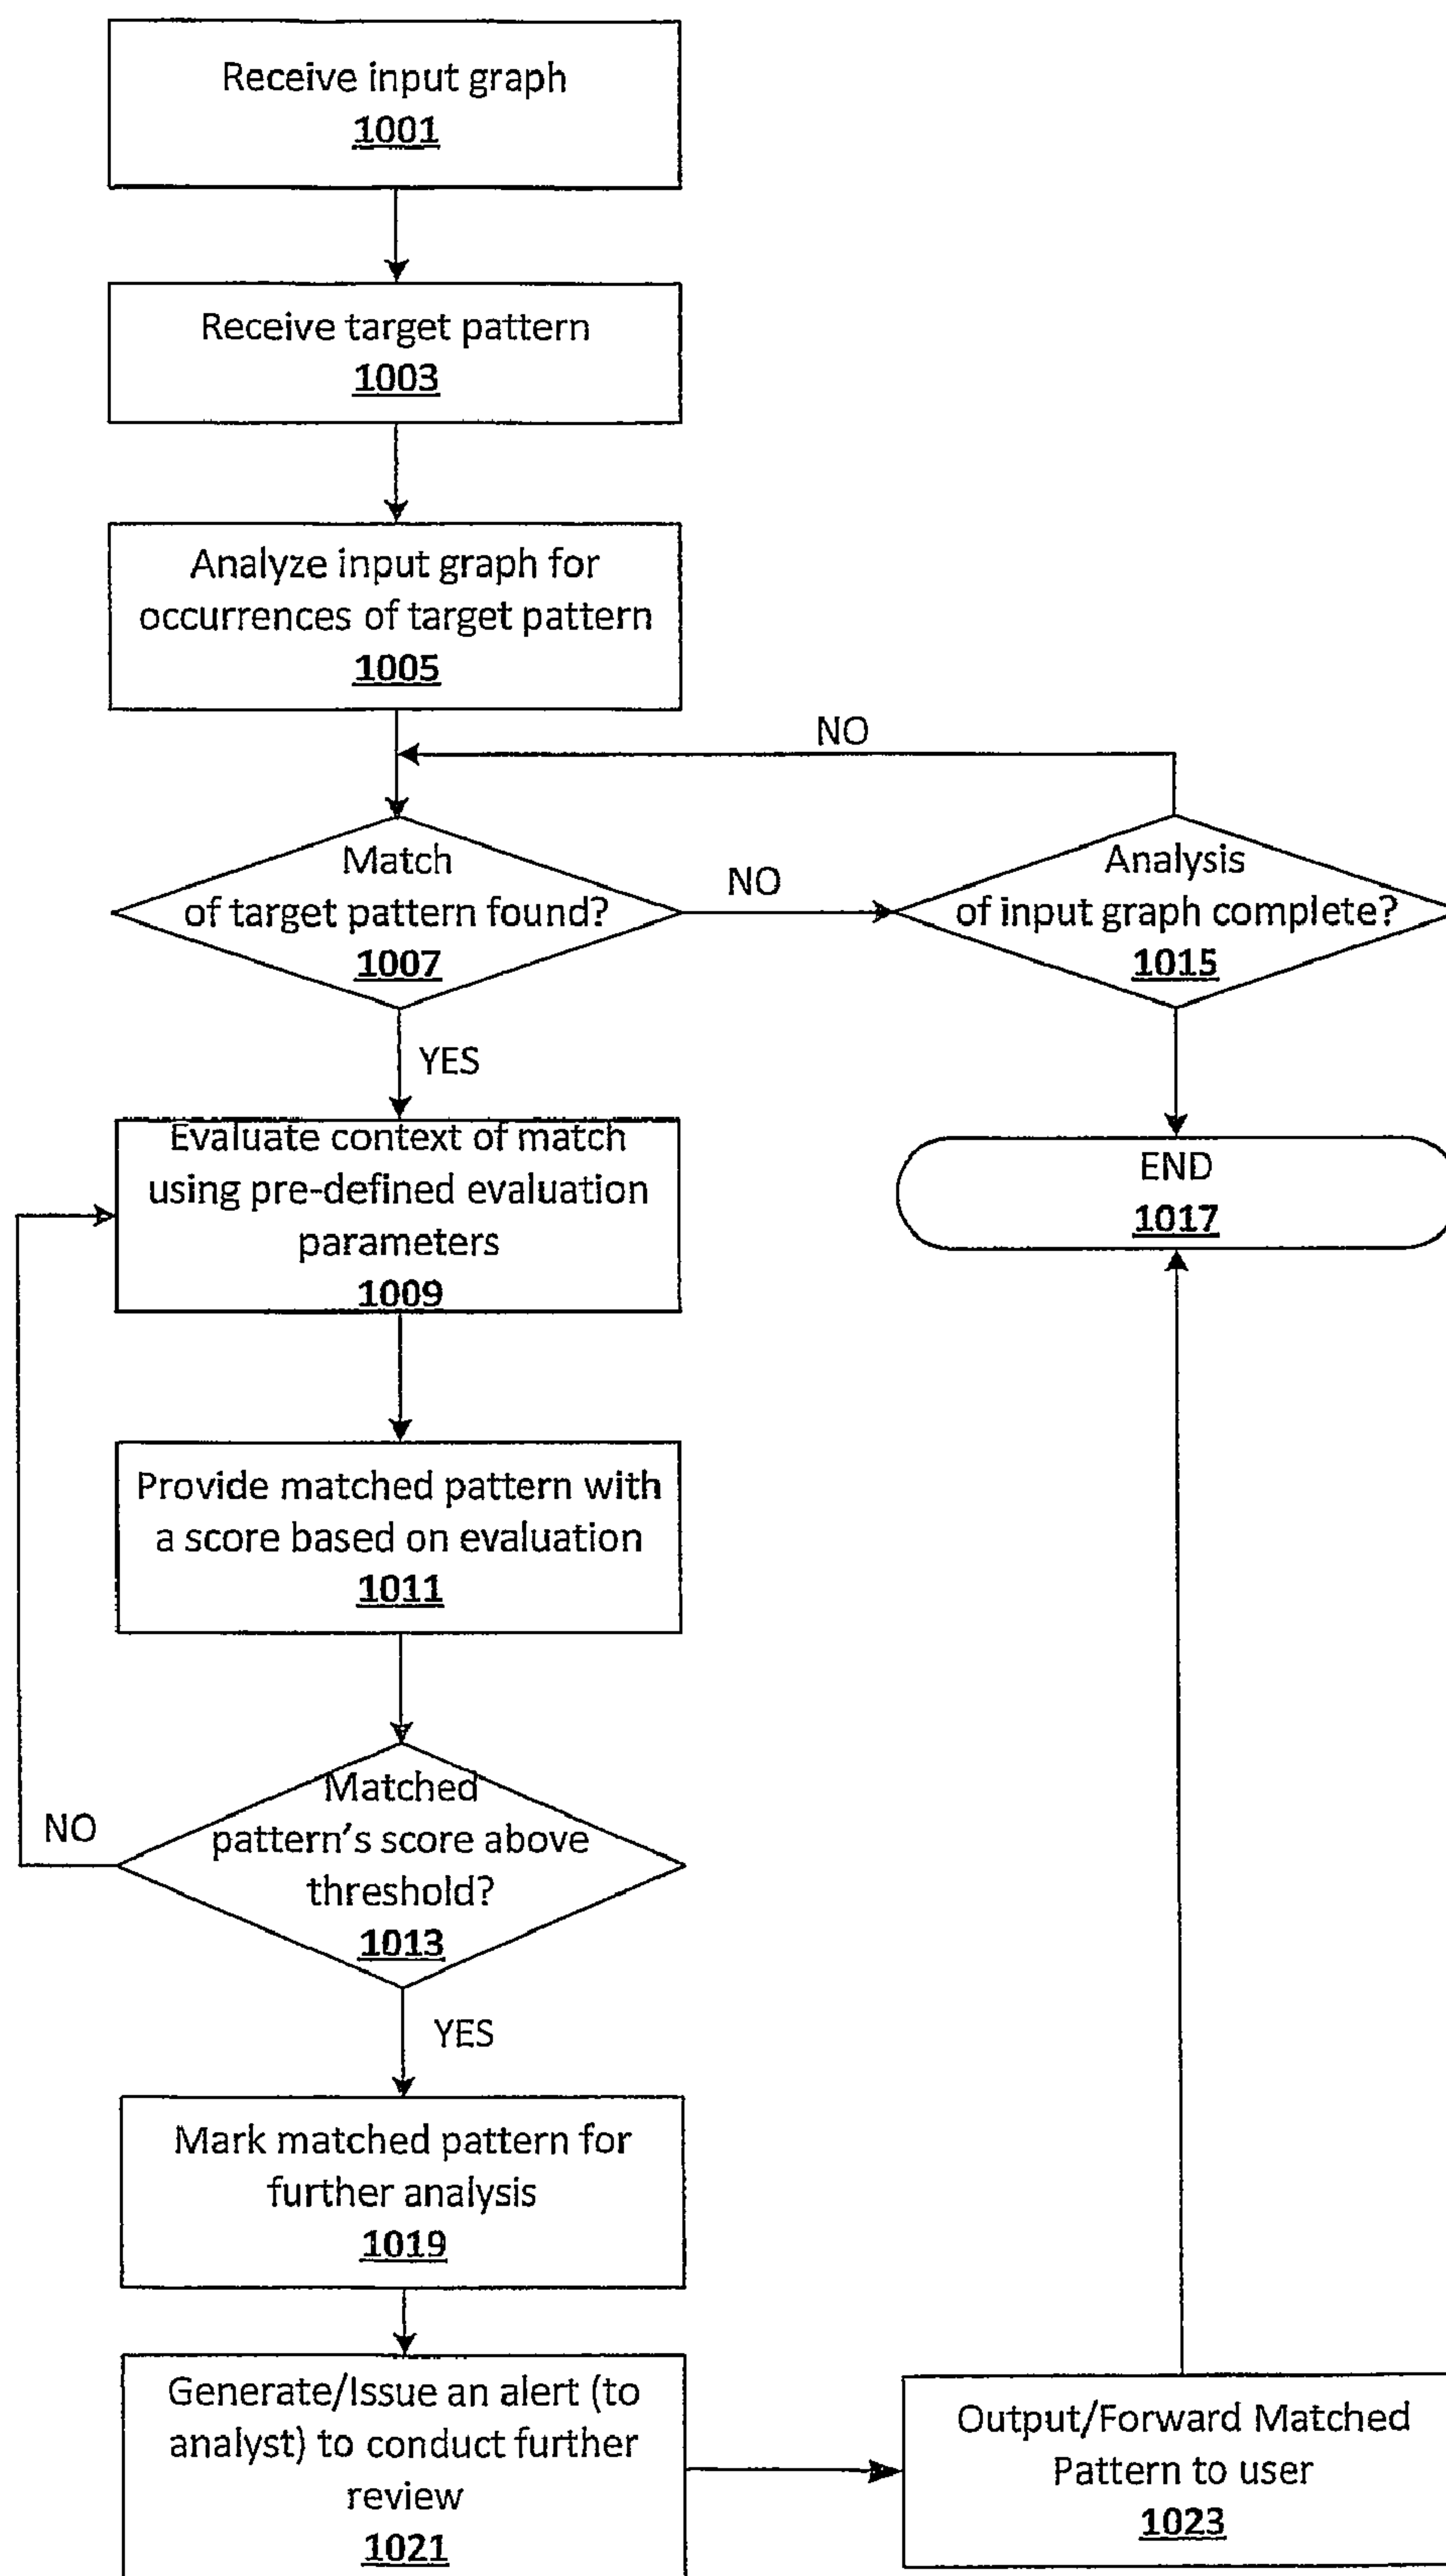 Receive input graph
1001
Receive target pattern
1003
Analyze input graph for
occurrences of target pattern
1005
NO
Match
of target pattern found?
1007
NO
Analysis
of input graph complete?
1015
YES
Evaluate context of match
using pre-defined evaluation
parameters
1009
END
1017
Provide matched pattern with
a score based on evaluation
1011
Matched
pattern's score above
threshold?
1013
NO
YES
Mark matched pattern for
further analysis
1019
Generate/Issue an alert (to
analyst) to conduct further
review
1021
Output/Forward Matched
Pattern to user
1023